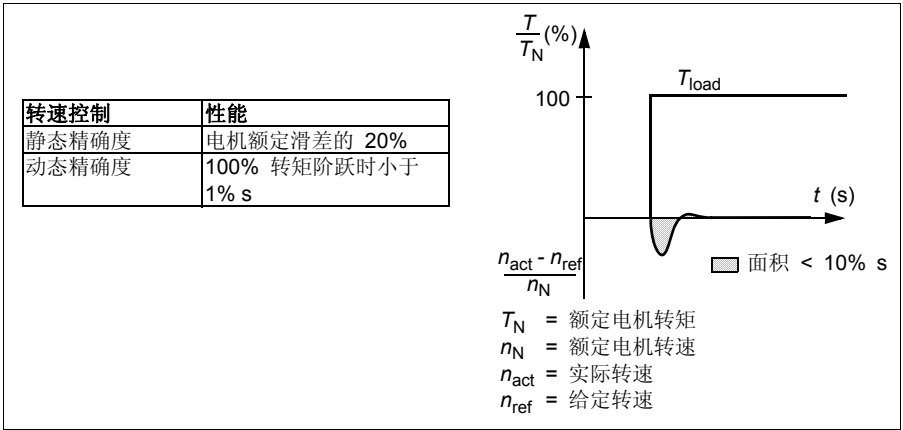 转速控制 性能
静态精确度 电机额定滑差的 20%
动态精确度 100% 转矩阶跃时小于
1% s
T
T_N (%)
100
T_load
t (s)
n_act - n_ref
n_N
面积 < 10% s
T_N = 额定电机转矩
n_N = 额定电机转速
n_act = 实际转速
n_ref = 给定转速